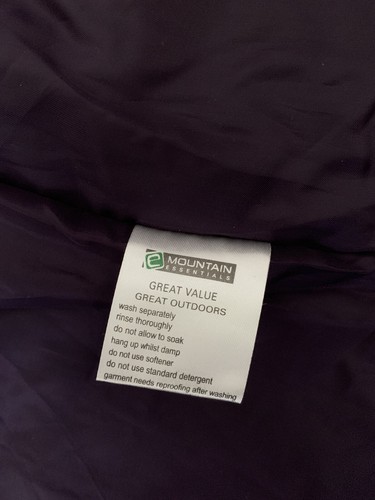 e MOUNTAIN
ESSENTIALS
GREAT VALUE
GREAT OUTDOORS
wash separately
rinse thoroughly
do not allow to soak
hang up whilst damp
do not use softener
do not use standard detergent
garment needs reproofing after washing